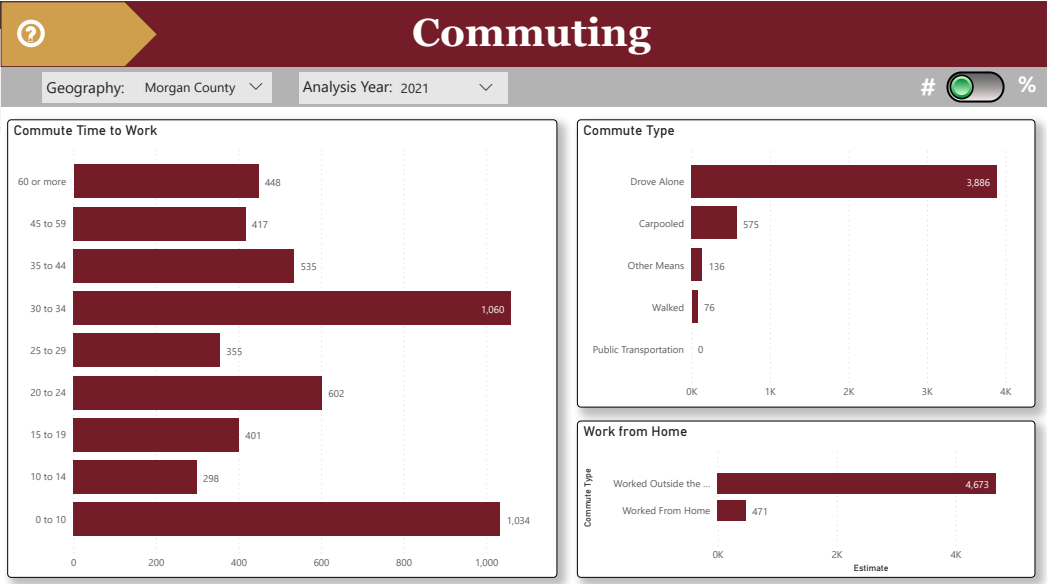 ?
Commuting
Geography: Morgan County
Analysis Year: 2021
# %
Commute Time to Work
60 or more 448
45 to 59 417
35 to 44 535
30 to 34 1,060
25 to 29 355
20 to 24 602
15 to 19 401
10 to 14 298
0 to 10 1,034
0 200 400 600 800 1,000
Commute Type
Drove Alone 3,886
Carpooled 575
Other Means 136
Walked 76
Public Transportation 0
0K 1K 2K 3K 4K
Work from Home
Commute Type
Worked Outside the ... 4,673
Worked From Home 471
0K 2K 4K
Estimate